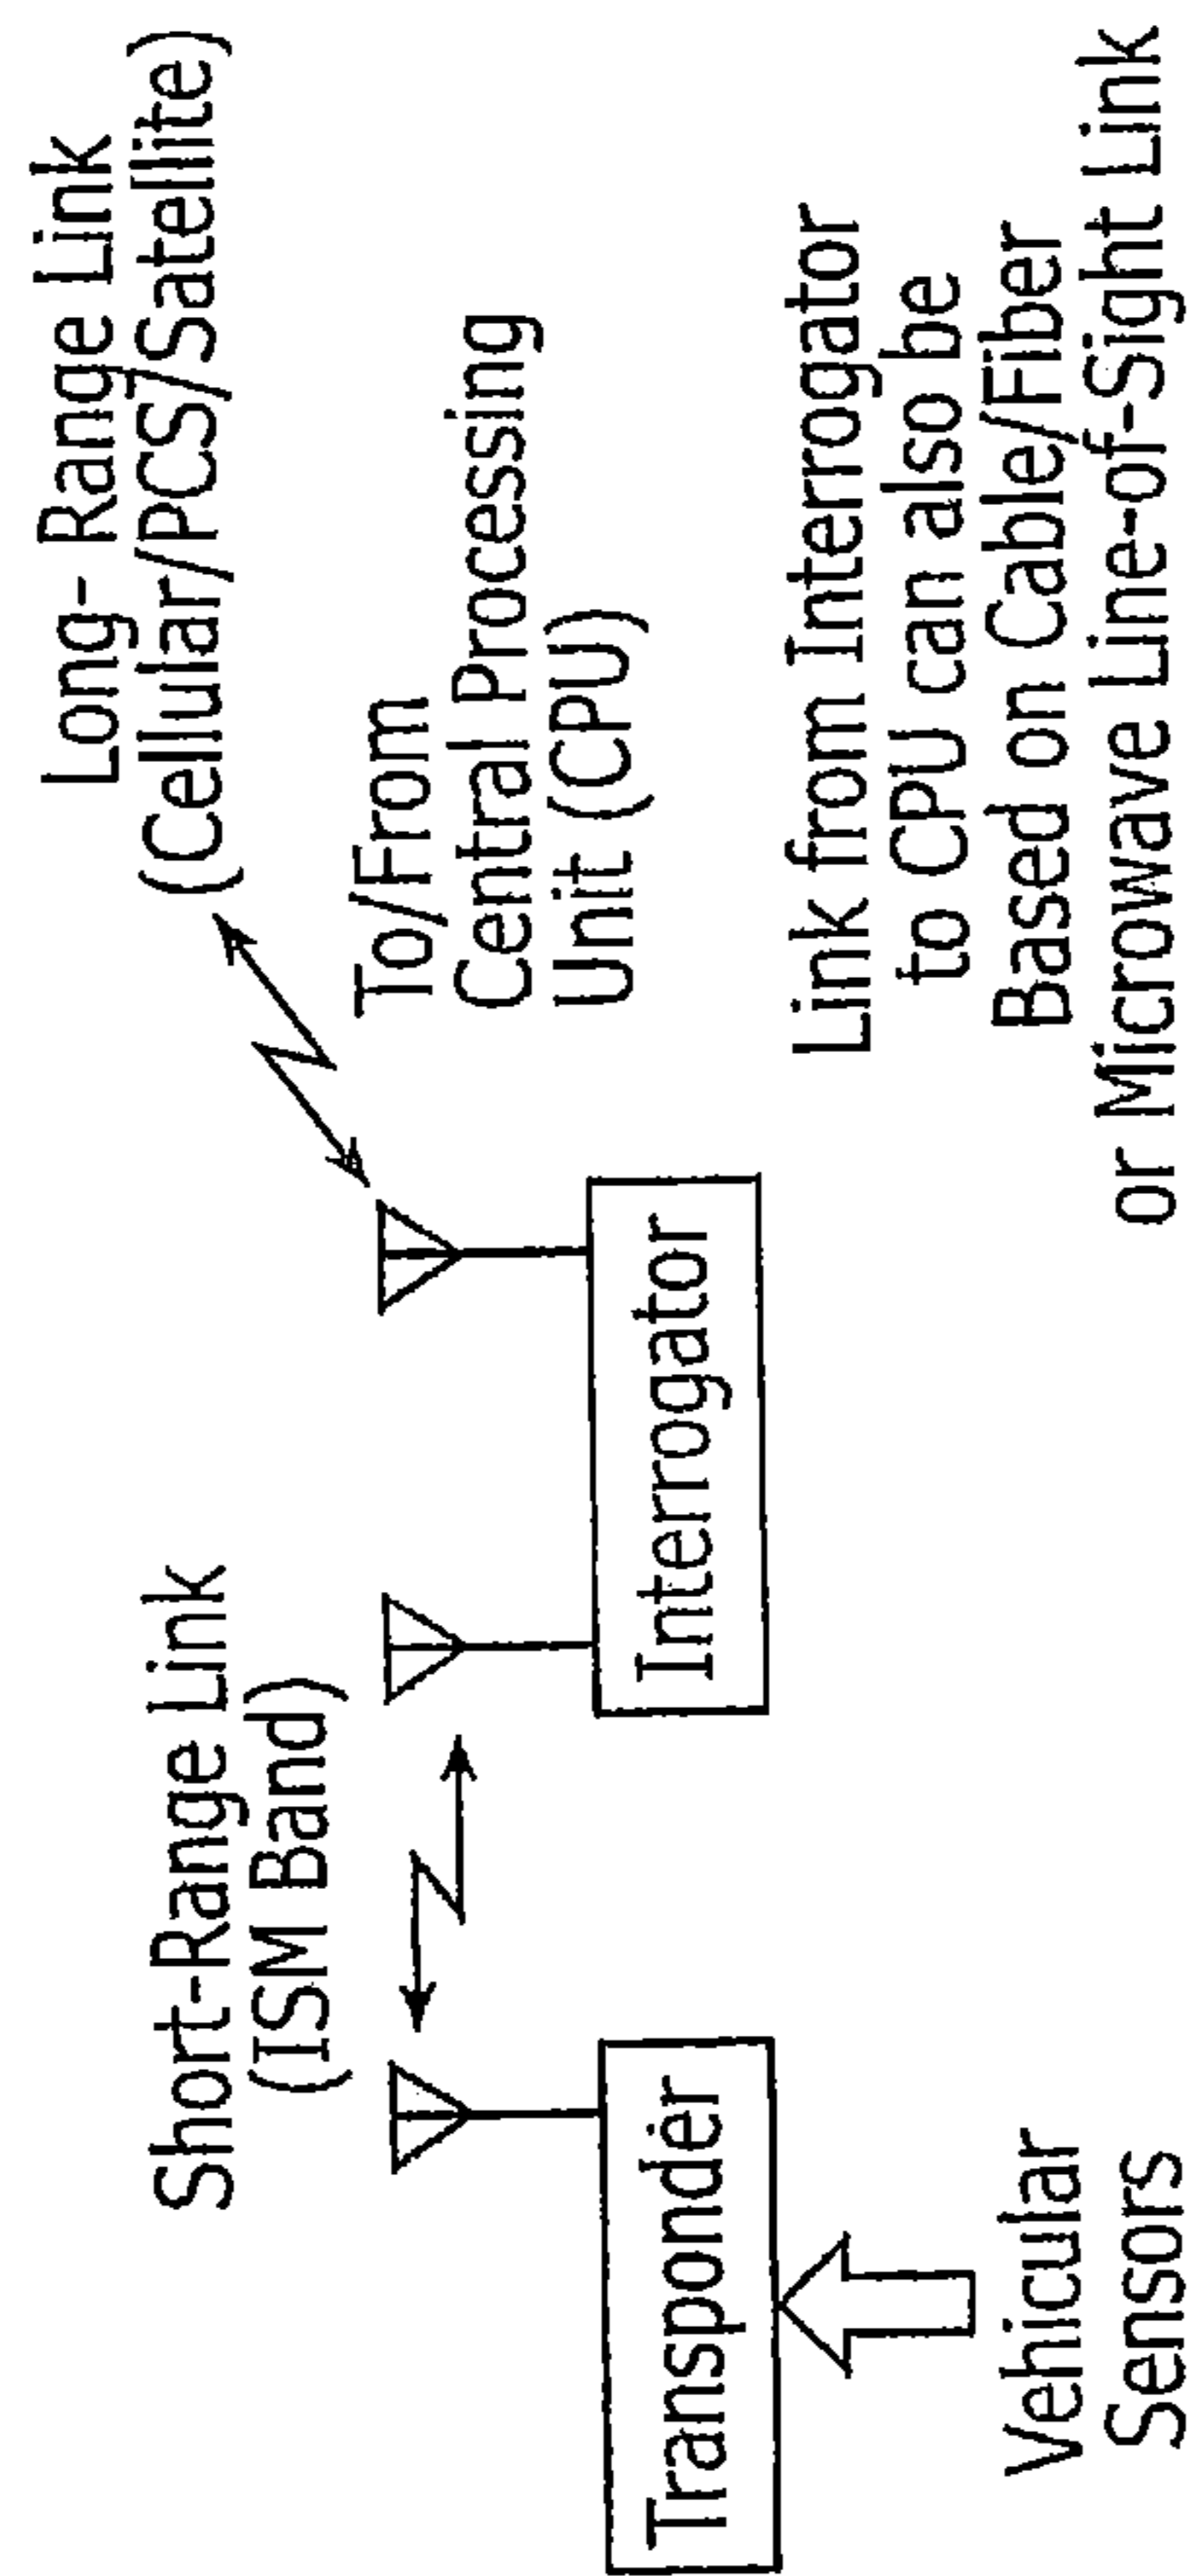 Long- Range Link
(Cellular/PCS/Satellite)
Short-Range Link
(ISM Band)
To/From
Central Processing
Unit (CPU)
Transponder
Interrogator
Vehicular
Sensors
Link from Interrogator
to CPU can also be
Based on Cable/Fiber
or Microwave Line-of-Sight Link